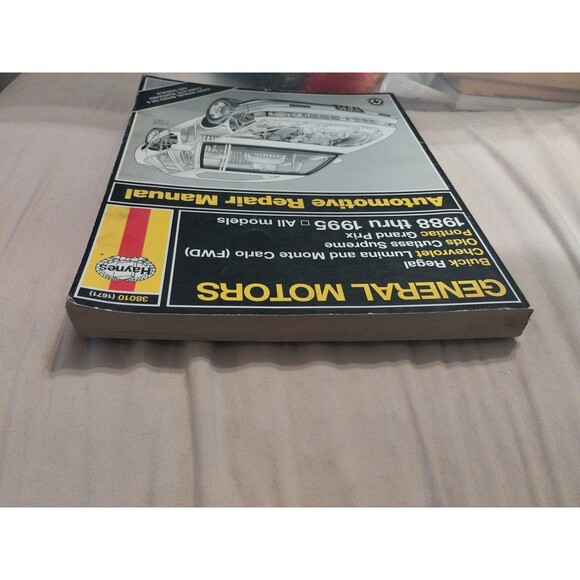 GENERAL MOTORS
Buick Regal
Chevrolet Lumina and Monte Carlo (FWD)
Olds Cutlass Supreme
Pontiac Grand Prix
1988 thru 1995 □ All models
38010 (1671)
Haynes
Automotive Repair Manual